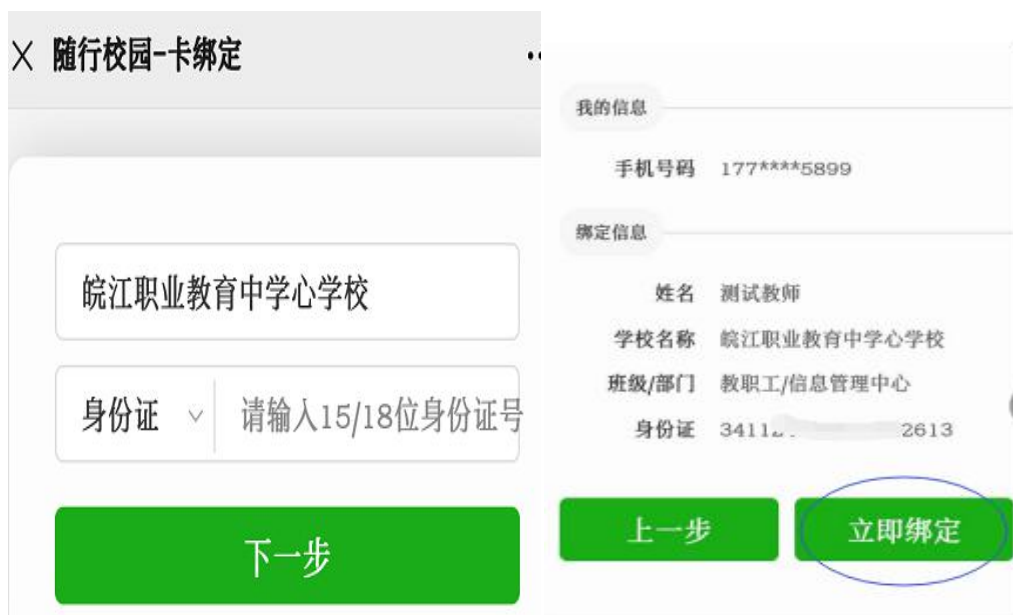 随行校园-卡绑定
皖江职业教育中学心学校
身份证 请输入15/18位身份证号
下一步
我的信息
手机号码 177****5899
绑定信息
姓名 测试教师
学校名称 皖江职业教育中学心学校
班级/部门 教职工/信息管理中心
身份证 3411 2613
上一步 立即绑定